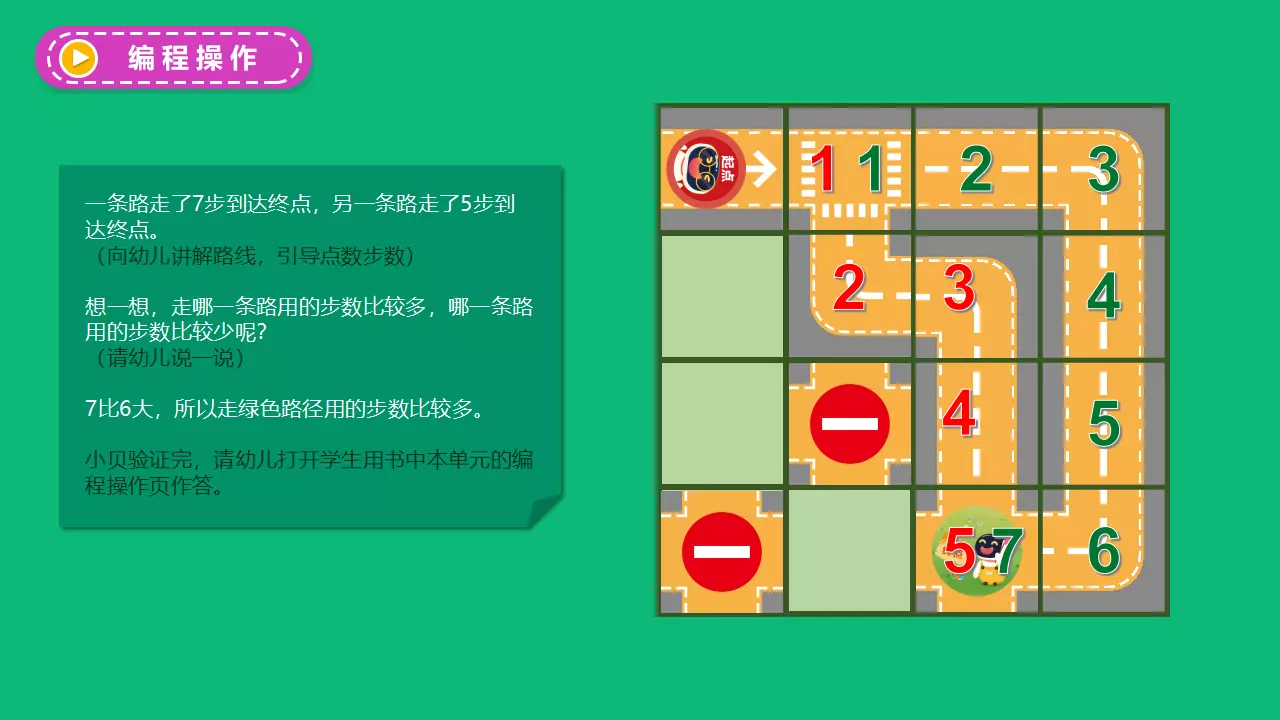 编程操作
一条路走了7步到达终点，另一条路走了5步到
达终点。
（向幼儿讲解路线，引导点数步数）
想一想，走哪一条路用的步数比较多，哪一条路
用的步数比较少呢？
（请幼儿说一说）
7比6大，所以走绿色路径用的步数比较多。
小贝验证完，请幼儿打开学生用书中本单元的编
程操作页作答。
起点 1 1 2 3
2 3 4
4 5
5 7 6